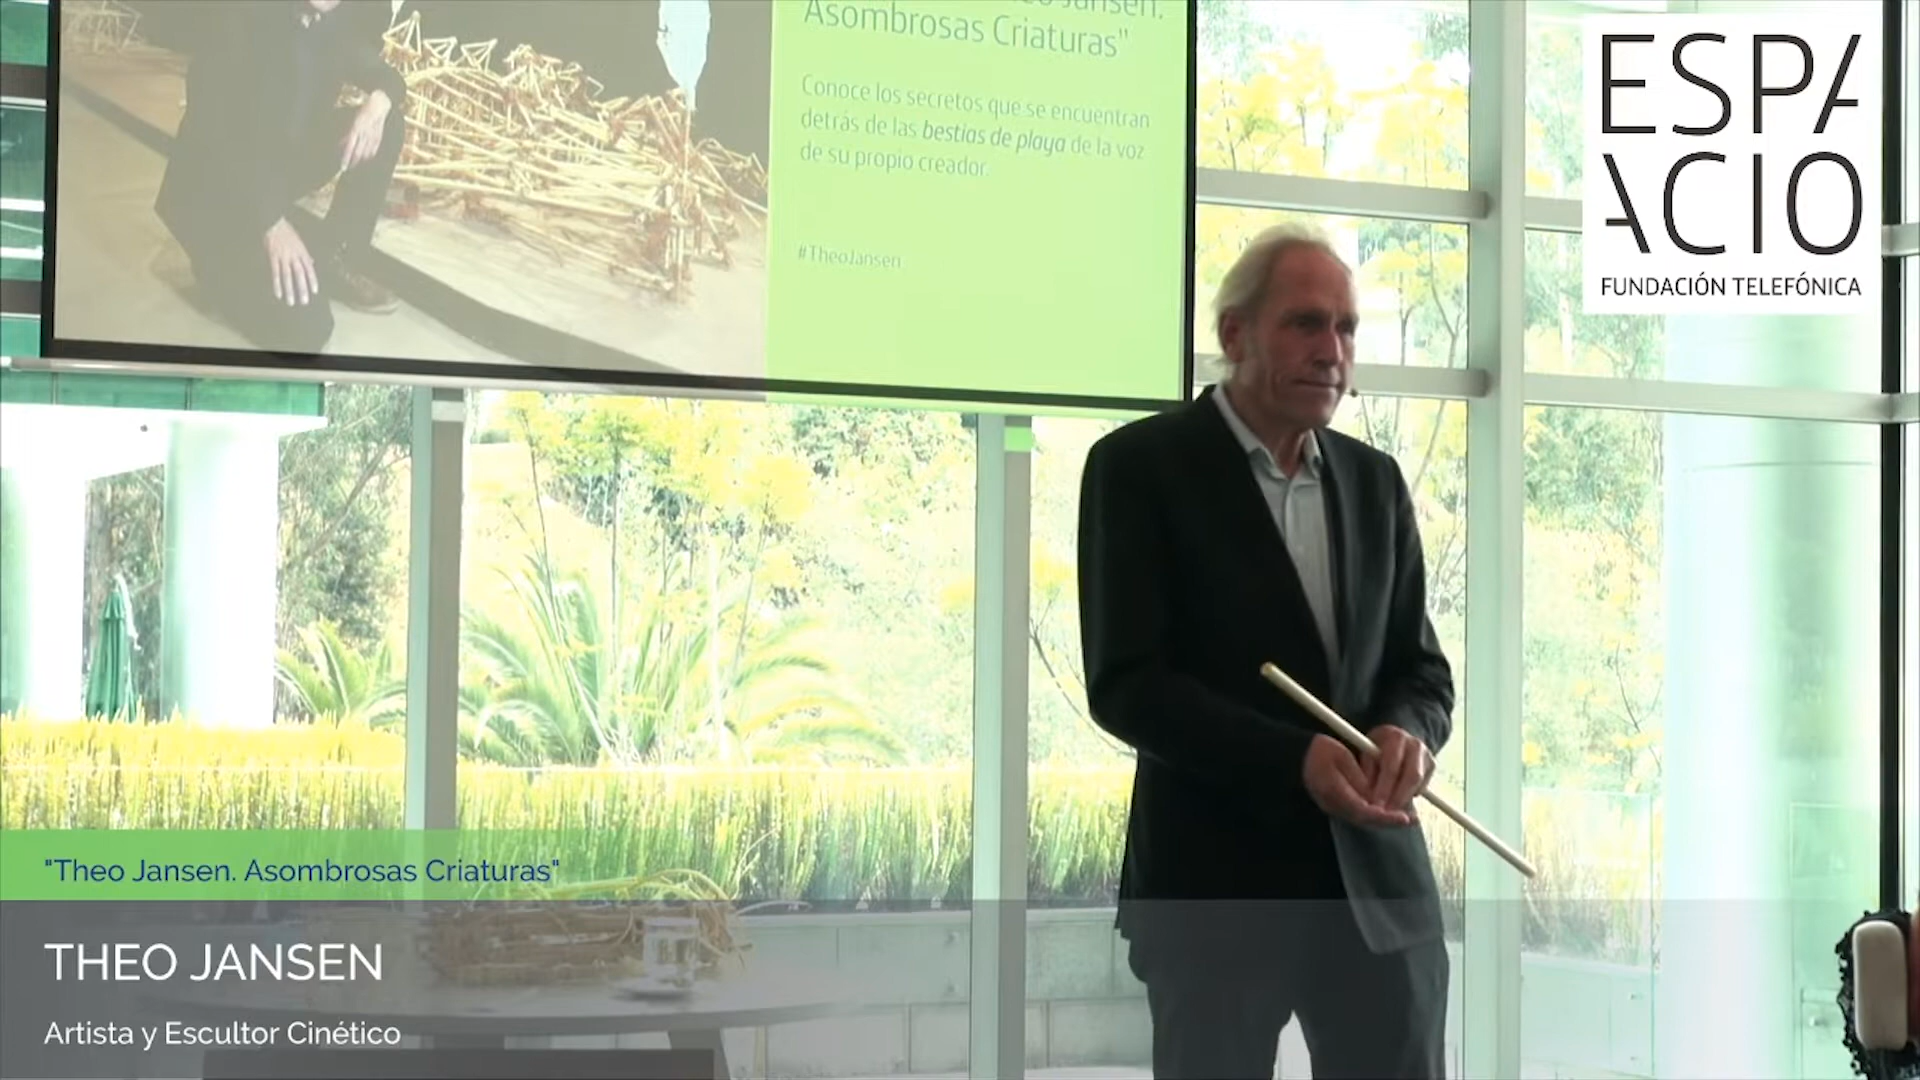 Jansen.
Asombrosas Criaturas"
Conoce los secretos que se encuentran
detrás de las bestias de playa de la voz
de su propio creador.
#TheoJansen
ESPA
ACIO
FUNDACIÓN TELEFÓNICA
"Theo Jansen. Asombrosas Criaturas"
THEO JANSEN
Artista y Escultor Cinético